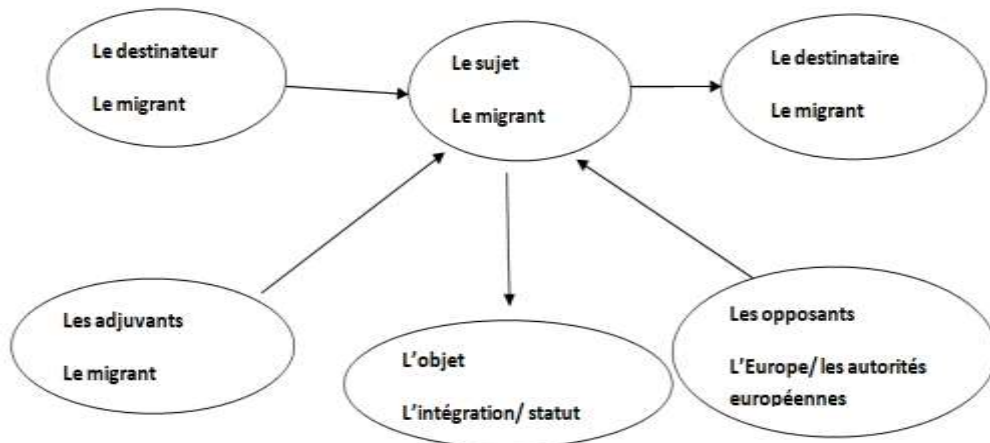 Le destinateur
Le migrant
Le sujet
Le migrant
Le destinataire
Le migrant
Les adjuvants
Le migrant
L'objet
L'intégration/ statut
Les opposants
L'Europe/ les autorités
européennes